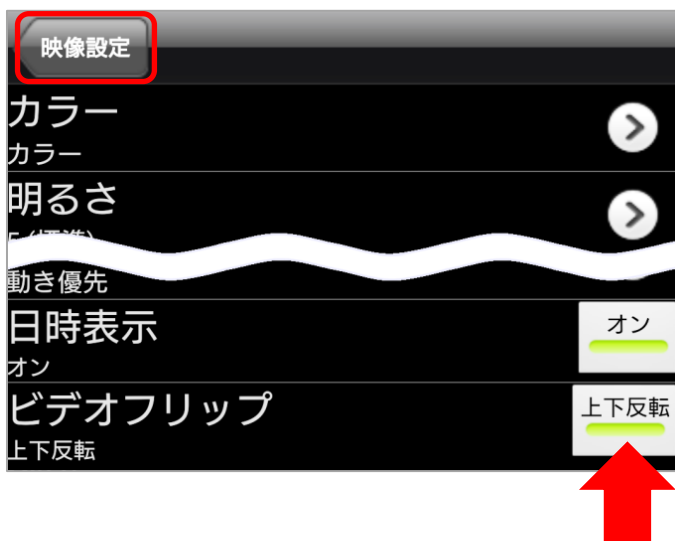 映像設定
カラー
カラー
明るさ
動き優先
日時表示
オン
オン
ビデオフリップ
上下反転
上下反転